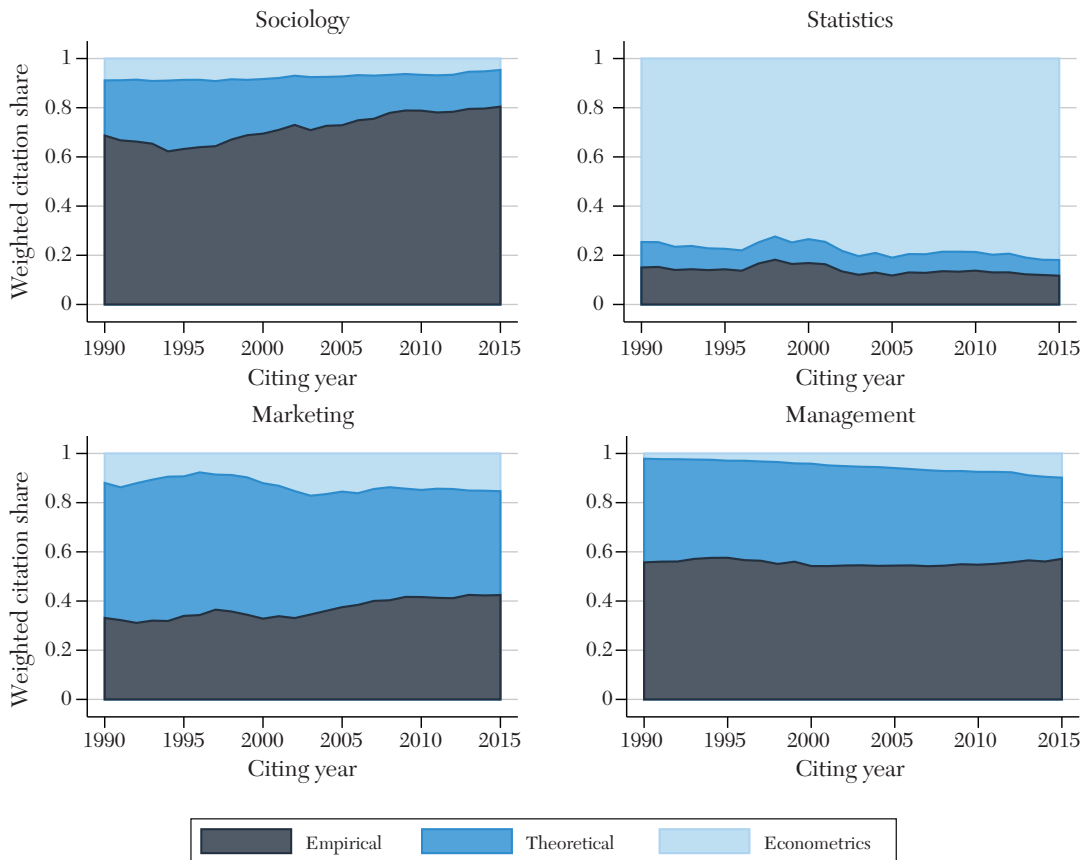 Sociology
Statistics
Weighted citation share
1
0.8
0.6
0.4
0.2
0
1990 1995 2000 2005 2010 2015
Citing year
1
0.8
0.6
0.4
0.2
0
1990 1995 2000 2005 2010 2015
Citing year
Marketing
Management
Weighted citation share
1
0.8
0.6
0.4
0.2
0
1990 1995 2000 2005 2010 2015
Citing year
1
0.8
0.6
0.4
0.2
0
1990 1995 2000 2005 2010 2015
Citing year
Empirical Theoretical Econometrics